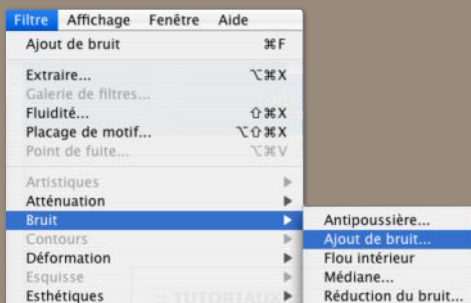 Filtre Affichage Fenêtre Aide
Ajout de bruit ⌘F
Extraire... ⌥⌘X
Galerie de filtres...
Fluidité... ⇧⌘X
Placage de motif... ⌥⇧⌘X
Point de fuite... ⌥⌘V
Artistiques
Atténuation
Bruit
Contours
Déformation
Esquisse
Esthétiques
Antipoussière...
Ajout de bruit...
Flou intérieur
Médiane...
Réduction du bruit...
TUTORIAUX